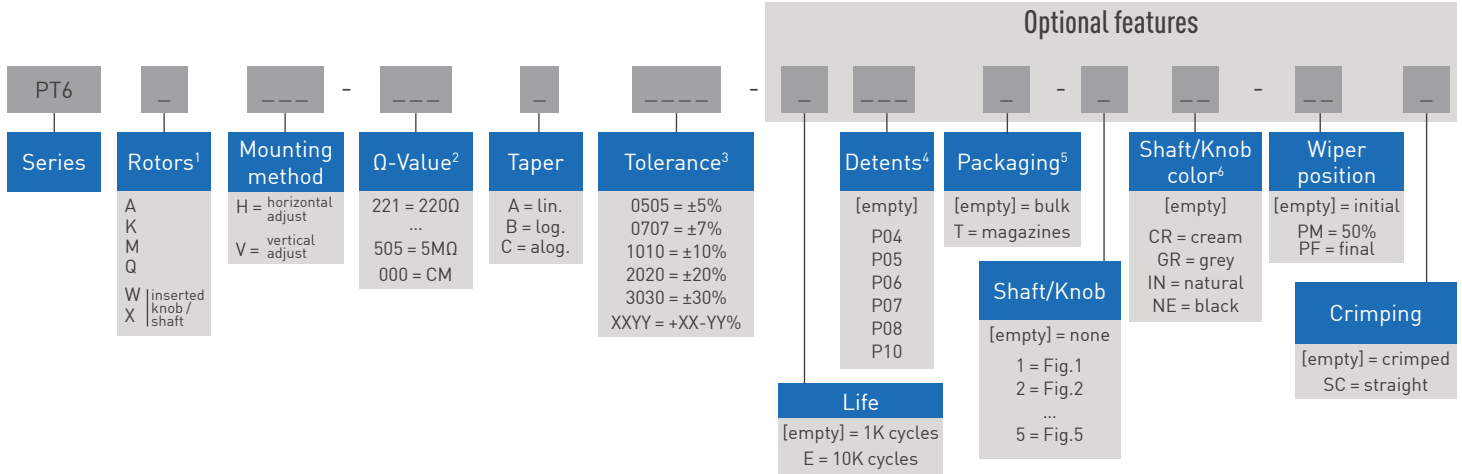 Optional features
PT6 _ _ _ _ - _ _ _ _ _ _ _ _ - _ _ _ _ _ - _ _ _ - _ _ _
Series
Rotors1
A
K
M
Q
W
X
inserted
knob/
shaft
Mounting
method
H = horizontal
adjust
V = vertical
adjust
Ω-Value2
221 = 220Ω
...
505 = 5MΩ
000 = CM
Taper
A = lin.
B = log.
C = alog.
Tolerance3
0505 = ±5%
0707 = ±7%
1010 = ±10%
2020 = ±20%
3030 = ±30%
XXYY = +XX-YY%
Life
[empty] = 1K cycles
E = 10K cycles
Detents4
[empty]
P04
P05
P06
P07
P08
P10
Packaging5
[empty] = bulk
T = magazines
Shaft/Knob
[empty] = none
1 = Fig.1
2 = Fig.2
...
5 = Fig.5
Shaft/Knob
color6
[empty]
CR = cream
GR = grey
IN = natural
NE = black
Wiper
position
[empty] = initial
PM = 50%
PF = final
Crimping
[empty] = crimped
SC = straight